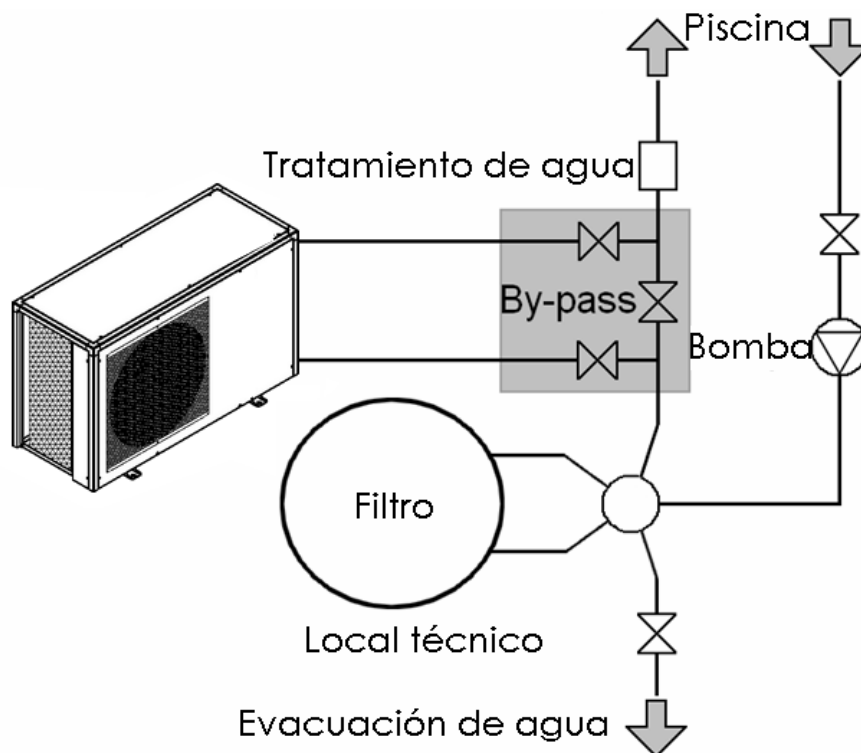 Piscina
Tratamiento de agua
By-pass
Bomba
Filtro
Local técnico
Evacuación de agua